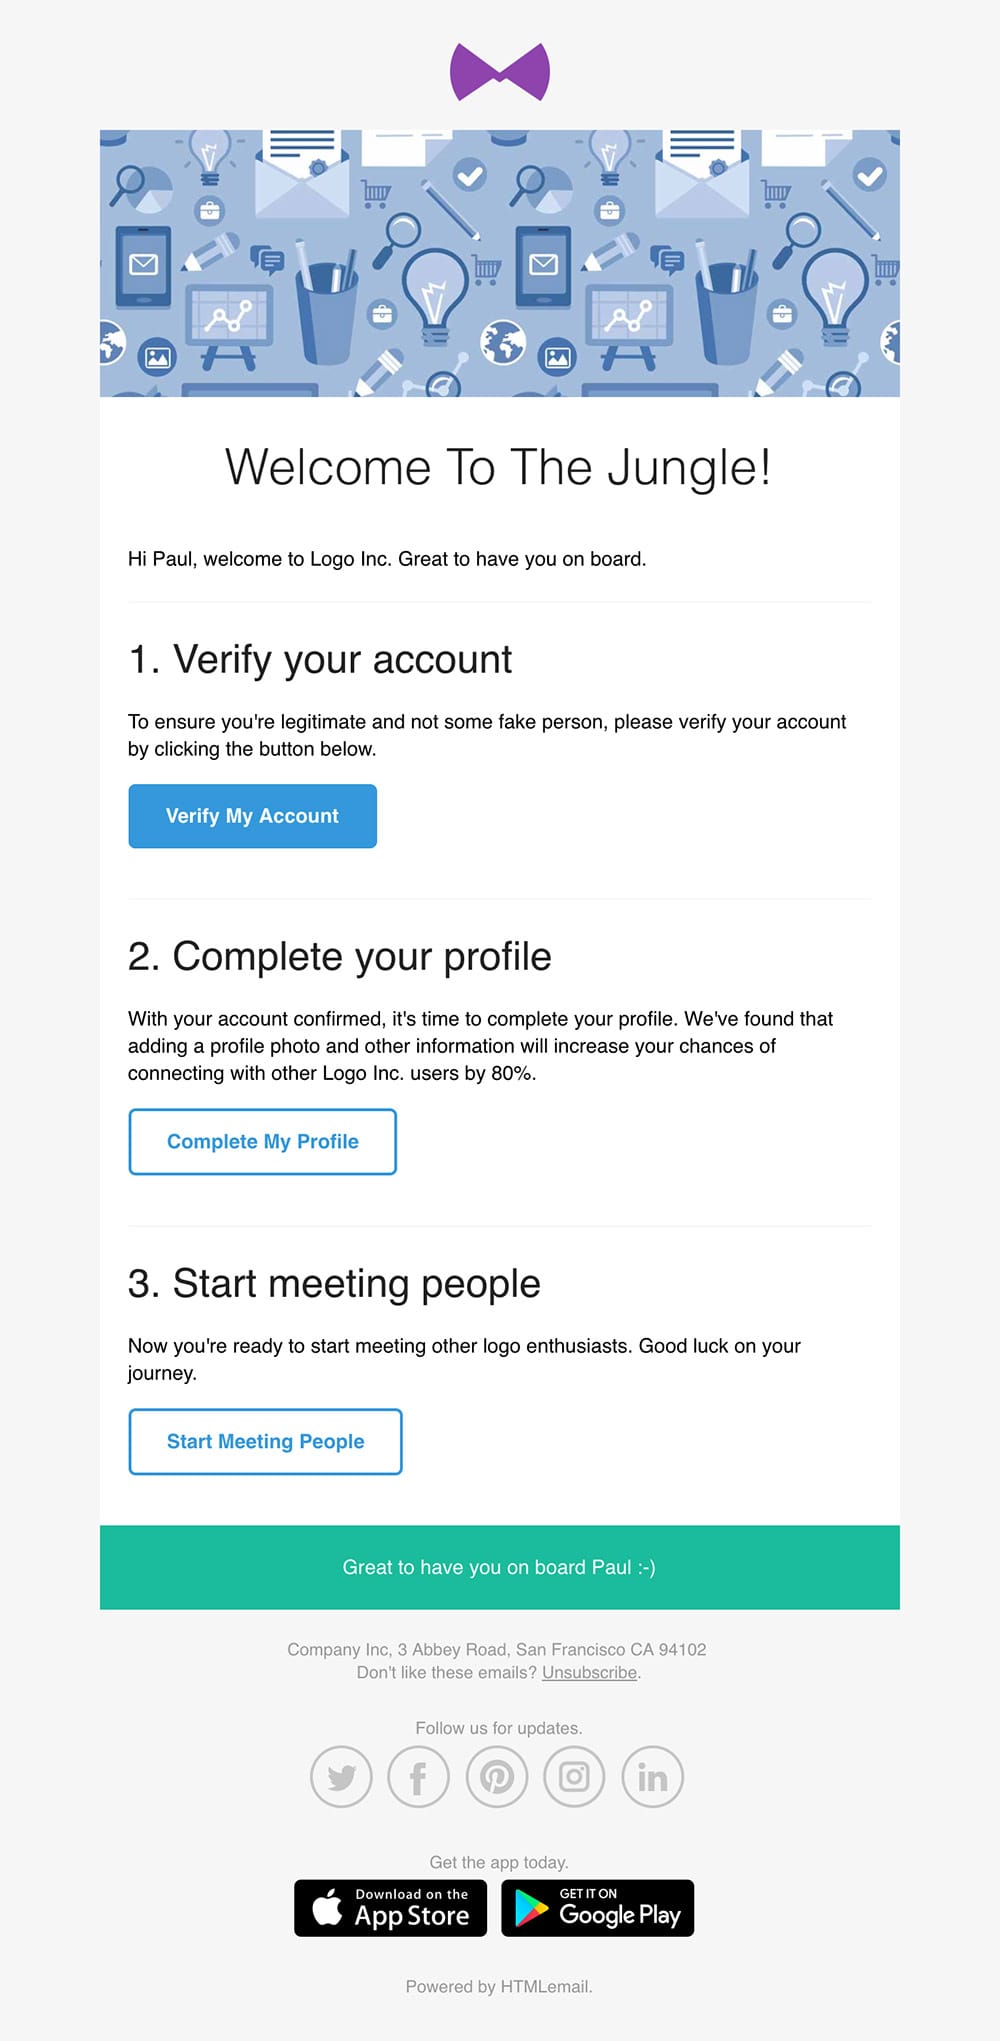 Welcome To The Jungle!
Hi Paul, welcome to Logo Inc. Great to have you on board.
1. Verify your account
To ensure you're legitimate and not some fake person, please verify your account
by clicking the button below.
Verify My Account
2. Complete your profile
With your account confirmed, it's time to complete your profile. We've found that
adding a profile photo and other information will increase your chances of
connecting with other Logo Inc. users by 80%.
Complete My Profile
3. Start meeting people
Now you're ready to start meeting other logo enthusiasts. Good luck on your
journey.
Start Meeting People
Great to have you on board Paul :-)
Company Inc, 3 Abbey Road, San Francisco CA 94102
Don't like these emails? Unsubscribe.
Follow us for updates.
in
Get the app today.
Download on the
App Store
GET IT ON
Google Play
Powered by HTMLemail.